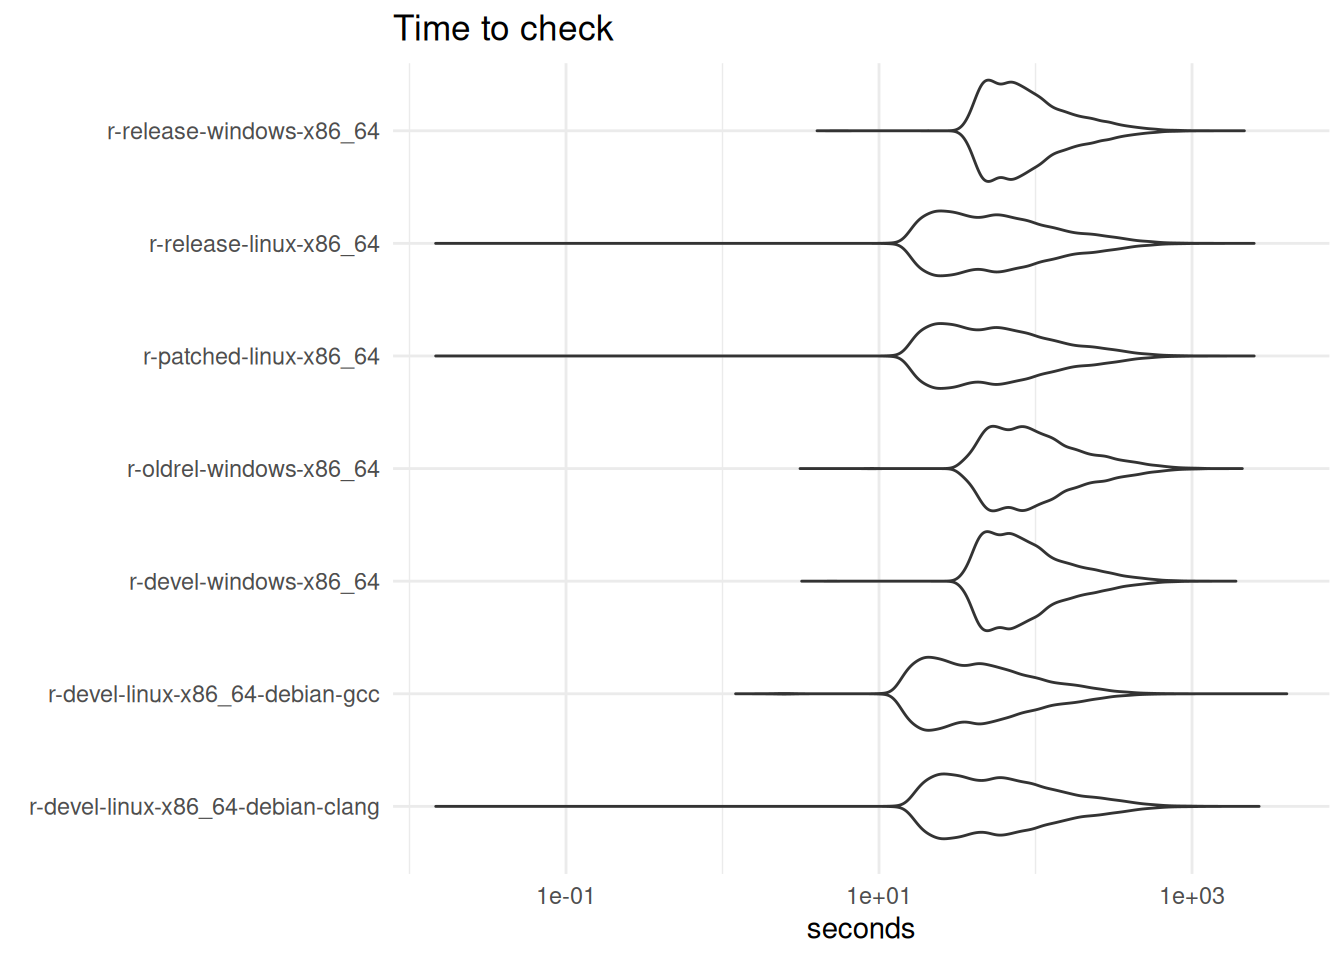 Time to check
r-release-windows-x86_64
r-release-linux-x86_64
r-patched-linux-x86_64
r-oldrel-windows-x86_64
r-devel-windows-x86_64
r-devel-linux-x86_64-debian-gcc
r-devel-linux-x86_64-debian-clang
1e-01 1e+01 1e+03
seconds